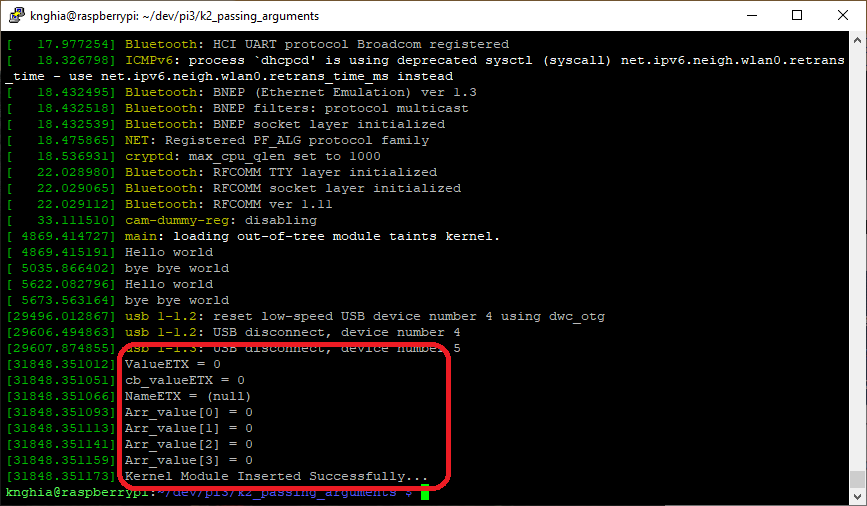 knghia@raspberrypi: ~/dev/pi3/k2_passing_arguments
[   17.977254] Bluetooth: HCI UART protocol Broadcom registered
[   18.326798] ICMPv6: process `dhcpcd' is using deprecated sysctl (syscall) net.ipv6.neigh.wlan0.retrans
_time - use net.ipv6.neigh.wlan0.retrans_time_ms instead
[   18.432495] Bluetooth: BNEP (Ethernet Emulation) ver 1.3
[   18.432518] Bluetooth: BNEP filters: protocol multicast
[   18.432539] Bluetooth: BNEP socket layer initialized
[   18.475865] NET: Registered PF_ALG protocol family
[   18.536931] cryptd: max_cpu_qlen set to 1000
[   22.028980] Bluetooth: RFCOMM TTY layer initialized
[   22.029065] Bluetooth: RFCOMM socket layer initialized
[   22.029112] Bluetooth: RFCOMM ver 1.11
[   33.111510] cam-dummy-reg: disabling
[ 4869.414727] main: loading out-of-tree module taints kernel.
[ 4869.415191] Hello world
[ 5035.866402] bye bye world
[ 5622.082796] Hello world
[ 5673.563164] bye bye world
[29496.012867] usb 1-1.2: reset low-speed USB device number 4 using dwc_otg
[29606.494863] usb 1-1.2: USB disconnect, device number 4
[29607.874855] usb 1-1.3: USB disconnect, device number 5
[31848.351012] ValueETX = 0
[31848.351051] cb_valueETX = 0
[31848.351066] NameETX = (null)
[31848.351093] Arr_value[0] = 0
[31848.351113] Arr_value[1] = 0
[31848.351141] Arr_value[2] = 0
[31848.351159] Arr_value[3] = 0
[31848.351173] Kernel Module Inserted Successfully...
knghia@raspberrypi:~/dev/pi3/k2_passing_arguments $